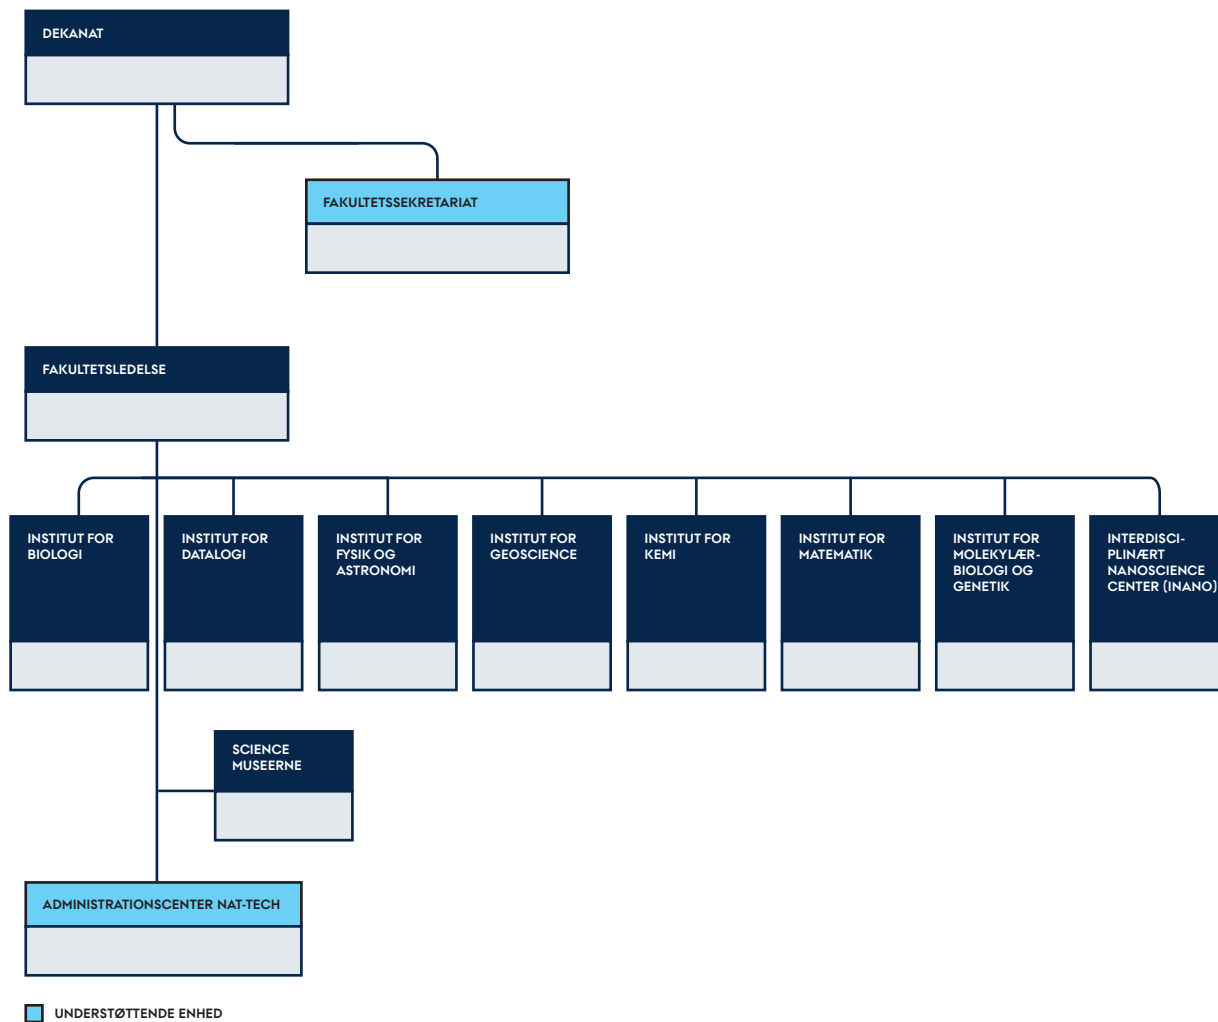 DEKANAT
FAKULTETSSEKRETARIAT
FAKULTETSLEDELSE
INSTITUT FOR
BIOLOGI
INSTITUT FOR
DATALOGI
INSTITUT FOR
FYSIK OG
ASTRONOMI
INSTITUT FOR
GEOSCIENCE
INSTITUT FOR
KEMI
INSTITUT FOR
MATEMATIK
INSTITUT FOR
MOLEKYLÆR-
BIOLOGI OG
GENETIK
INTERDISCI-
PLINÆRT
NANOSCIENCE
CENTER (INANO)
SCIENCE
MUSEERNE
ADMINISTRATIONSCENTER NAT-TECH
UNDERSTØTTENDE ENHED